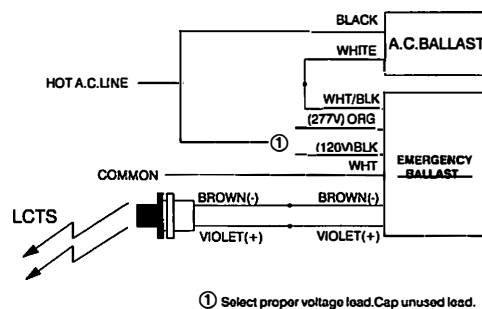 BLACK
A.C.BALLAST
WHITE
HOT A.C.LINE
WHT/BLK
(277V) ORG
①
(120V)BLK
WHT
EMERGENCY
BALLAST
COMMON
BROWN(-)
BROWN(-)
LCTS
VIOLET(+)
VIOLET(+)
① Select proper voltage lead.Cap unused lead.